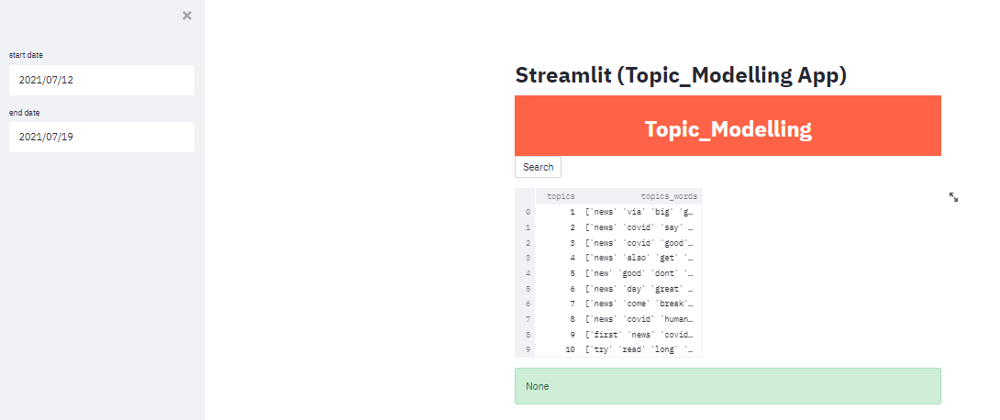 start date
2021/07/12
end date
2021/07/19
Streamlit (Topic_Modelling App)
Topic_Modelling
Search
topics topics_words
0 1 ['news' 'via' 'big' 'g…
1 2 ['news' 'covid' 'say' …
2 3 ['news' 'covid' 'good'…
3 4 ['news' 'also' 'get' '…
4 5 ['new' 'good' 'dont' '…
5 6 ['news' 'day' 'great' …
6 7 ['news' 'come' 'break'…
7 8 ['news' 'covid' 'human…
8 9 ['first' 'news' 'covid…
9 10 ['try' 'read' 'long' '…
None